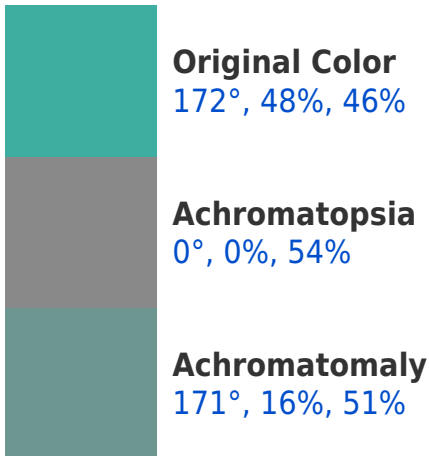 Original Color
172°, 48%, 46%
Achromatopsia
0°, 0%, 54%
Achromatomaly
171°, 16%, 51%